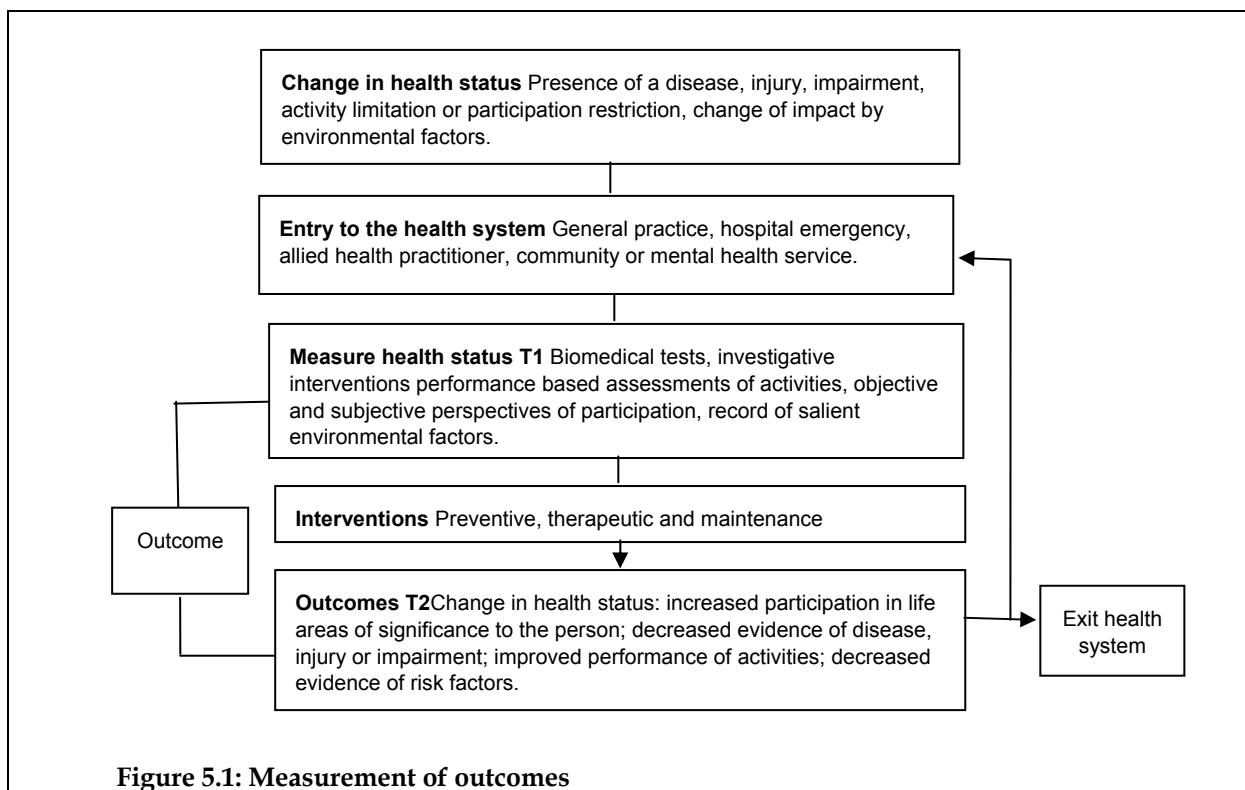 Change in health status Presence of a disease, injury, impairment,
activity limitation or participation restriction, change of impact by
environmental factors.
Entry to the health system General practice, hospital emergency,
allied health practitioner, community or mental health service.
Measure health status T1 Biomedical tests, investigative
interventions performance based assessments of activities, objective
and subjective perspectives of participation, record of salient
environmental factors.
Interventions Preventive, therapeutic and maintenance
Outcome
Outcomes T2Change in health status: increased participation in life
areas of significance to the person; decreased evidence of disease,
injury or impairment; improved performance of activities; decreased
evidence of risk factors.
Exit health
system
Figure 5.1: Measurement of outcomes